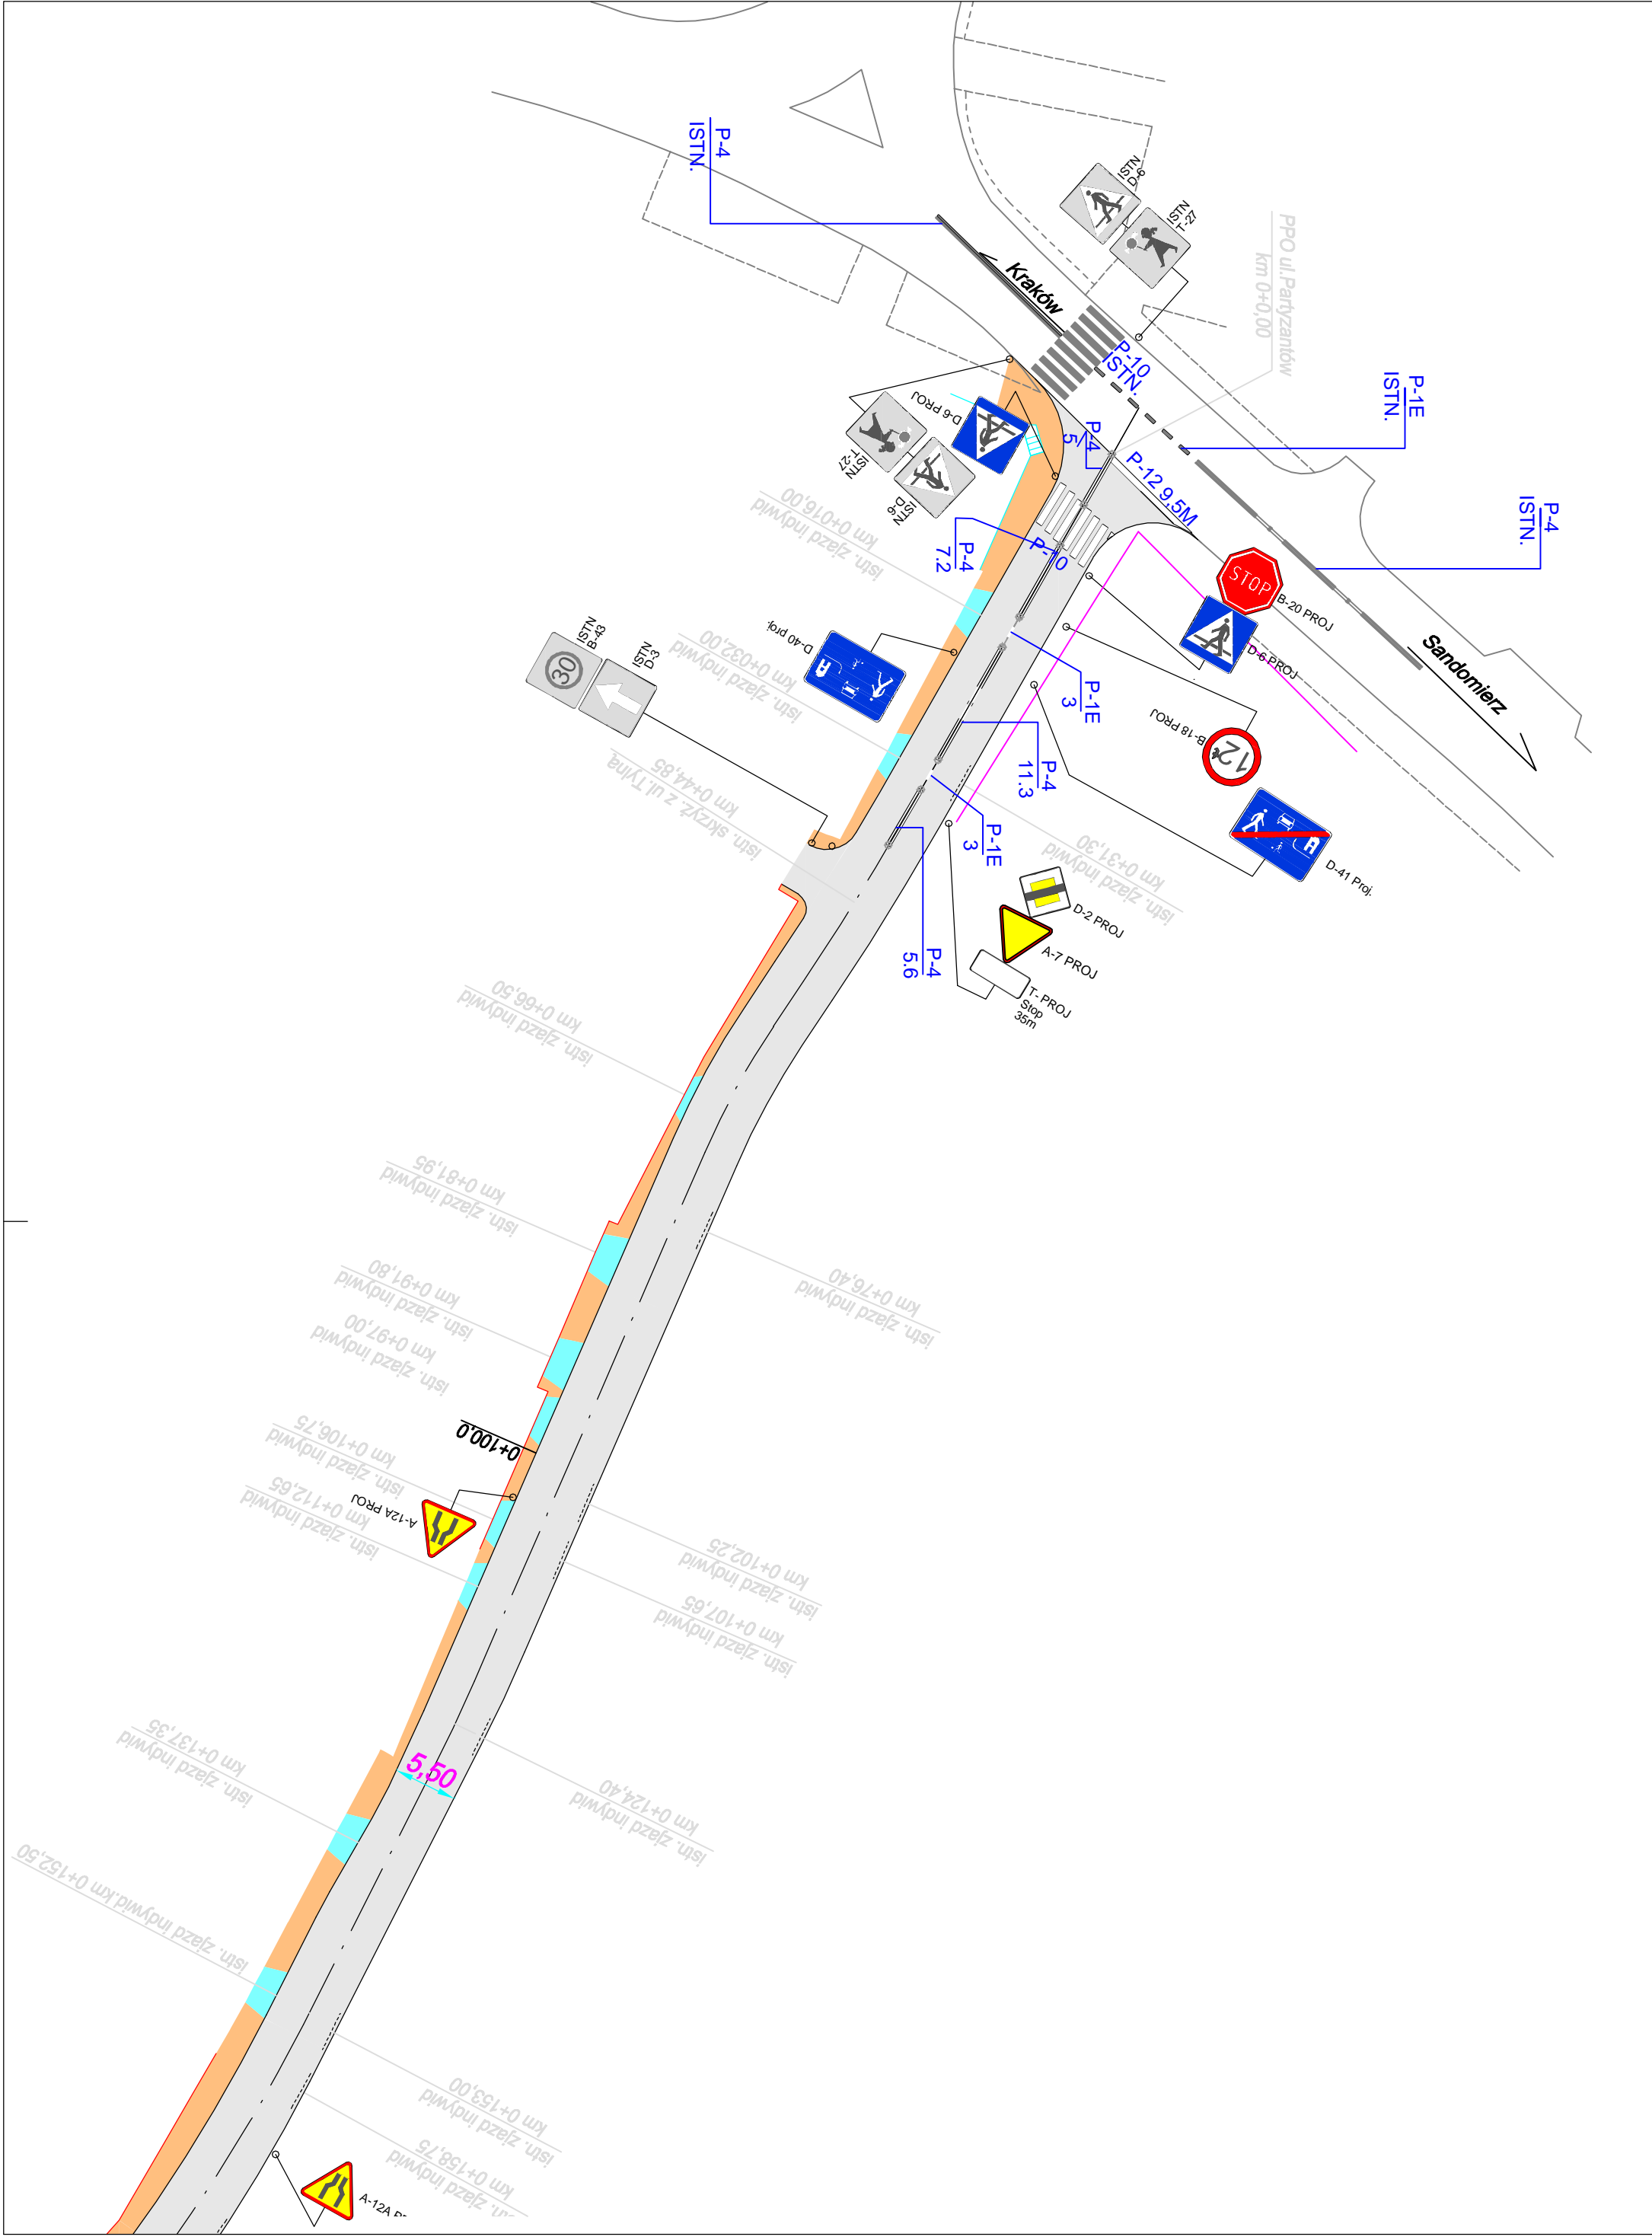 P-4
ISTN.
ISTN
D-6
ISTN
T-27
PPO ul.Partyzantów
km 0+0,00
Kraków
P-10
ISTN.
P-1E
ISTN.
P-4
ISTN.
P-4
5
P-12 9,5M
D-6 PROJ
ISTN
T-27
ISTN
D-6
istn. zjazd indywid
km 0+016,00
P-4
7.2
P-10
STOP
B-20 PROJ
D-6 PROJ
Sandomierz
istn. zjazd indywid
km 0+032,00
D-40 proj.
ISTN
B-43
ISTN
D-3
30
P-1E
3
B-18 PROJ
12t
P-4
11.3
istn. skrzyż. z ul.Tylną
km 0+44,85
P-1E
3
istn. zjazd indywid
km 0+31,30
D-41 Proj.
D-2 PROJ
A-7 PROJ
T- PROJ
Stop
35m
P-4
5.6
istn. zjazd indywid
km 0+66,50
istn. zjazd indywid
km 0+81,95
istn. zjazd indywid
km 0+76,40
istn. zjazd indywid
km 0+91,80
istn. zjazd indywid
km 0+97,00
0+100.0
istn. zjazd indywid
km 0+106,75
istn. zjazd indywid
km 0+112,65
A-12A PROJ
istn. zjazd indywid
km 0+102,25
istn. zjazd indywid
km 0+107,65
istn. zjazd indywid
km 0+137,35
5,50
istn. zjazd indywid
km 0+124,40
istn. zjazd indywid.km 0+152,50
istn. zjazd indywid
km 0+153,00
zjazd indywid
km 0+158,75
A-12A